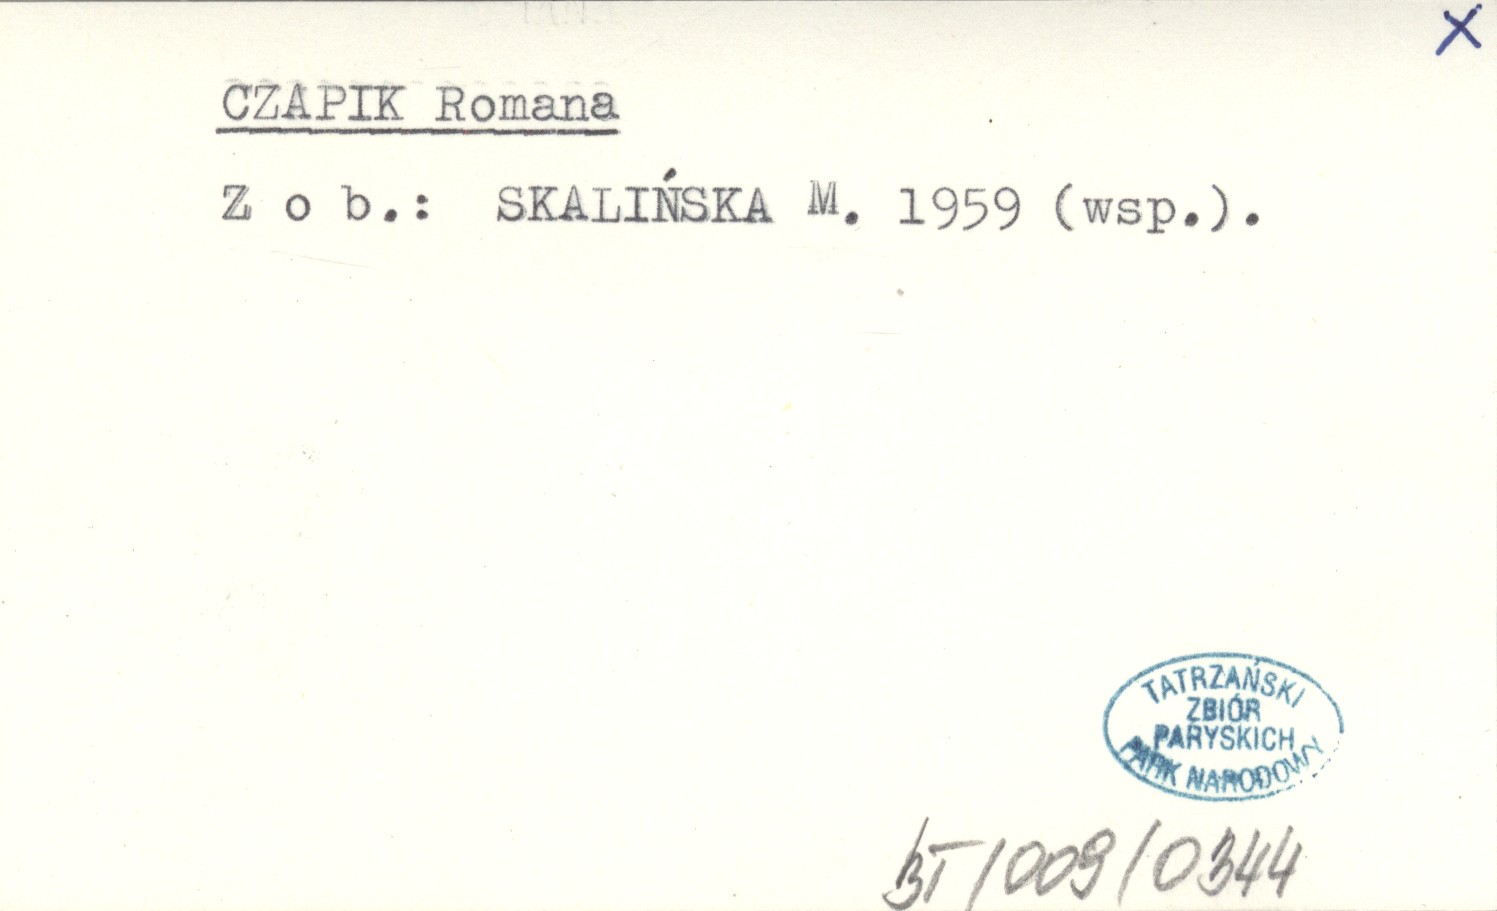 X
CZAPIK Romana
Z o b.: SKALIŃSKA M. 1959 (wsp.).
TATRZAŃSKI
ZBIÓR
PARYSKICH
PARK NARODOWY
BT/009/0344